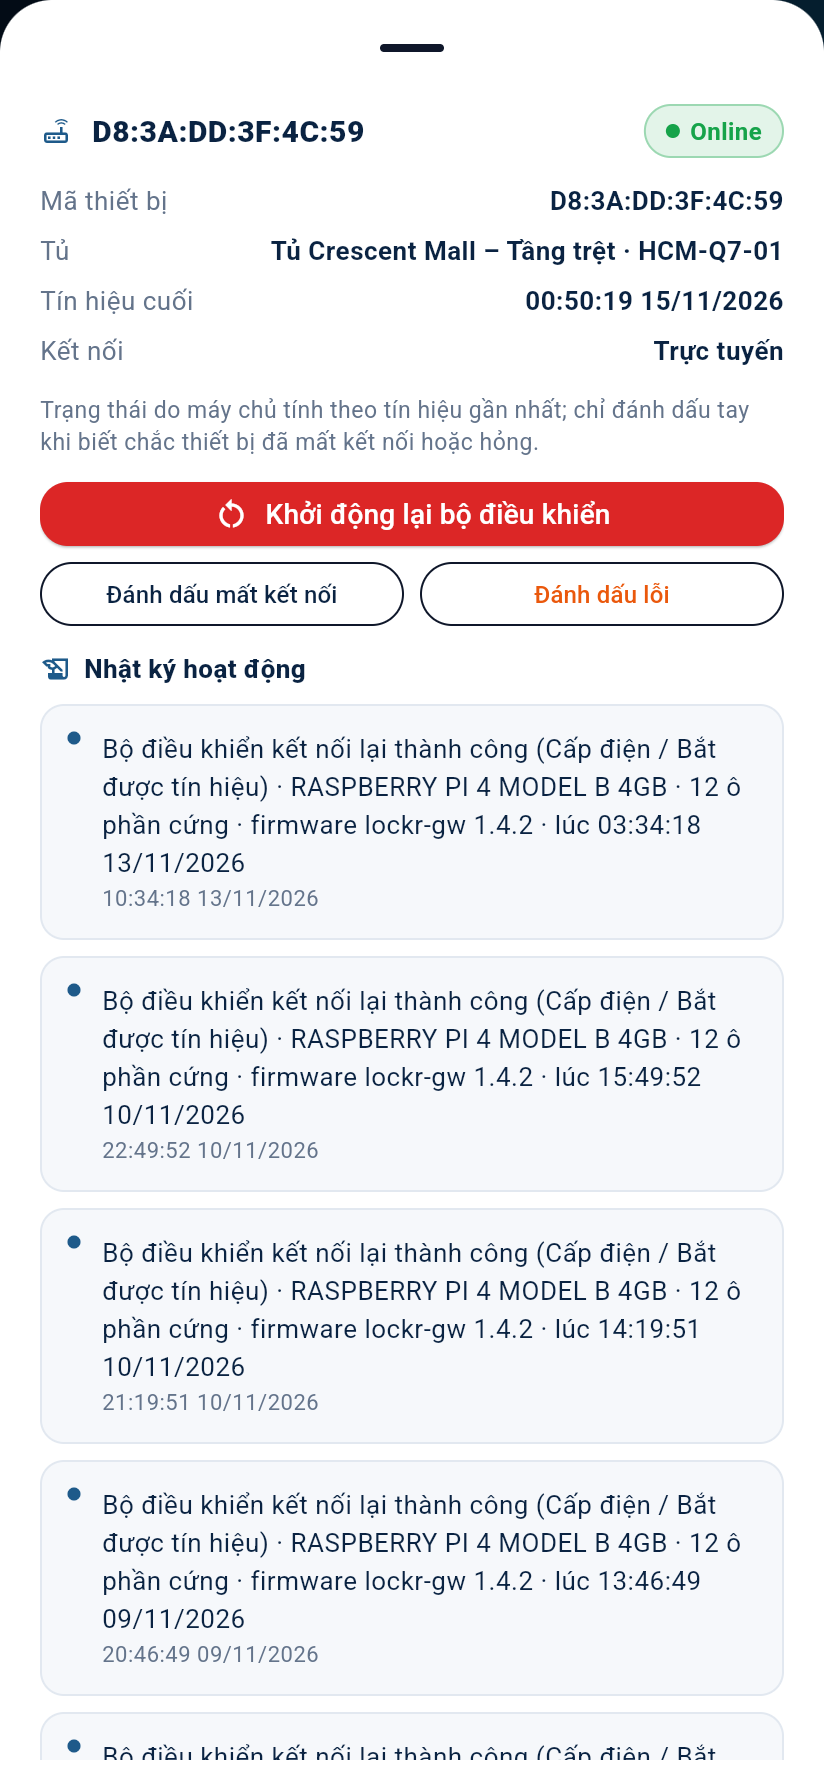 D8:3A:DD:3F:4C:59
Online
Mã thiết bị D8:3A:DD:3F:4C:59
Tủ Tủ Crescent Mall – Tầng trệt · HCM-Q7-01
Tín hiệu cuối 00:50:19 15/11/2026
Kết nối Trực tuyến
Trạng thái do máy chủ tính theo tín hiệu gần nhất; chỉ đánh dấu tay
khi biết chắc thiết bị đã mất kết nối hoặc hỏng.
Khởi động lại bộ điều khiển
Đánh dấu mất kết nối
Đánh dấu lỗi
Nhật ký hoạt động
Bộ điều khiển kết nối lại thành công (Cấp điện / Bắt
được tín hiệu) · RASPBERRY PI 4 MODEL B 4GB · 12 ô
phần cứng · firmware lockr-gw 1.4.2 · lúc 03:34:18
13/11/2026
10:34:18 13/11/2026
Bộ điều khiển kết nối lại thành công (Cấp điện / Bắt
được tín hiệu) · RASPBERRY PI 4 MODEL B 4GB · 12 ô
phần cứng · firmware lockr-gw 1.4.2 · lúc 15:49:52
10/11/2026
22:49:52 10/11/2026
Bộ điều khiển kết nối lại thành công (Cấp điện / Bắt
được tín hiệu) · RASPBERRY PI 4 MODEL B 4GB · 12 ô
phần cứng · firmware lockr-gw 1.4.2 · lúc 14:19:51
10/11/2026
21:19:51 10/11/2026
Bộ điều khiển kết nối lại thành công (Cấp điện / Bắt
được tín hiệu) · RASPBERRY PI 4 MODEL B 4GB · 12 ô
phần cứng · firmware lockr-gw 1.4.2 · lúc 13:46:49
09/11/2026
20:46:49 09/11/2026
Bộ điều khiển kết nối lại thành công (Cấp điện / Bắt